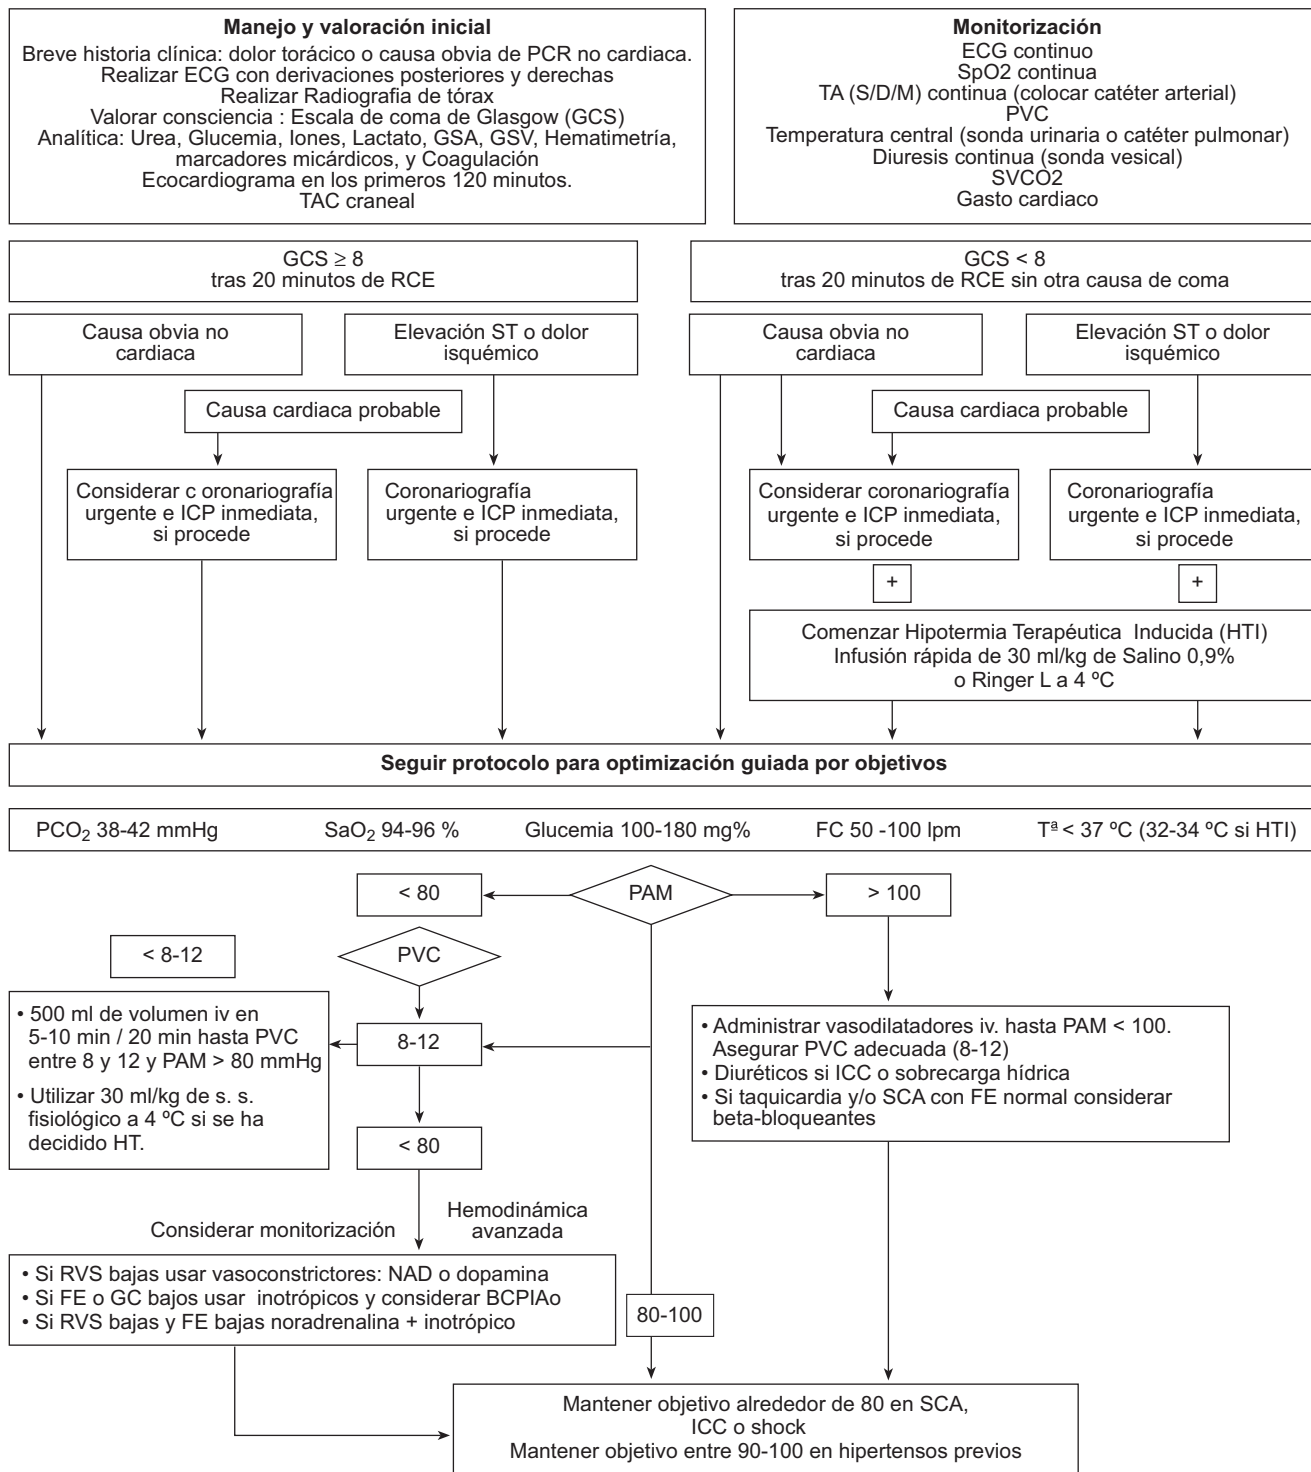 Manejo y valoración inicial
Breve historia clínica: dolor torácico o causa obvia de PCR no cardiaca.
Realizar ECG con derivaciones posteriores y derechas
Realizar Radiografia de tórax
Valorar consciencia : Escala de coma de Glasgow (GCS)
Analítica: Urea, Glucemia, Iones, Lactato, GSA, GSV, Hematimetría,
marcadores micárdicos, y Coagulación
Ecocardiograma en los primeros 120 minutos.
TAC craneal
Monitorización
ECG continuo
SpO2 continua
TA (S/D/M) continua (colocar catéter arterial)
PVC
Temperatura central (sonda urinaria o catéter pulmonar)
Diuresis continua (sonda vesical)
SVCO2
Gasto cardiaco
GCS ≥ 8
tras 20 minutos de RCE
GCS < 8
tras 20 minutos de RCE sin otra causa de coma
Causa obvia no
cardiaca
Elevación ST o dolor
isquémico
Causa obvia no
cardiaca
Elevación ST o dolor
isquémico
Causa cardiaca probable
Causa cardiaca probable
Considerar c oronariografía
urgente e ICP inmediata,
si procede
Coronariografía
urgente e ICP inmediata,
si procede
Considerar coronariografía
urgente e ICP inmediata,
si procede
Coronariografía
urgente e ICP inmediata,
si procede
+
+
Comenzar Hipotermia Terapéutica Inducida (HTI)
Infusión rápida de 30 ml/kg de Salino 0,9%
o Ringer L a 4 ºC
Seguir protocolo para optimización guiada por objetivos
PCO2 38-42 mmHg SaO2 94-96 % Glucemia 100-180 mg% FC 50 -100 lpm Tª < 37 ºC (32-34 ºC si HTI)
< 80
PAM
> 100
< 8-12
PVC
• 500 ml de volumen iv en
5-10 min / 20 min hasta PVC
entre 8 y 12 y PAM > 80 mmHg
• Utilizar 30 ml/kg de s. s.
fisiológico a 4 ºC si se ha
decidido HT.
8-12
• Administrar vasodilatadores iv. hasta PAM < 100.
Asegurar PVC adecuada (8-12)
• Diuréticos si ICC o sobrecarga hídrica
• Si taquicardia y/o SCA con FE normal considerar
beta-bloqueantes
< 80
Considerar monitorización
Hemodinámica
avanzada
• Si RVS bajas usar vasoconstrictores: NAD o dopamina
• Si FE o GC bajos usar inotrópicos y considerar BCPIAo
• Si RVS bajas y FE bajas noradrenalina + inotrópico
80-100
Mantener objetivo alrededor de 80 en SCA,
ICC o shock
Mantener objetivo entre 90-100 en hipertensos previos